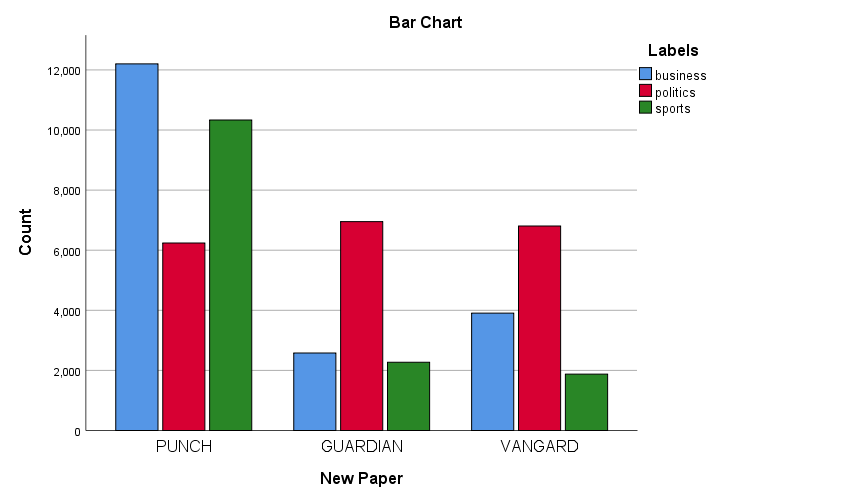 Bar Chart
Labels
business
politics
sports
12,000
10,000
8,000
6,000
4,000
2,000
0
Count
PUNCH GUARDIAN VANGARD
New Paper